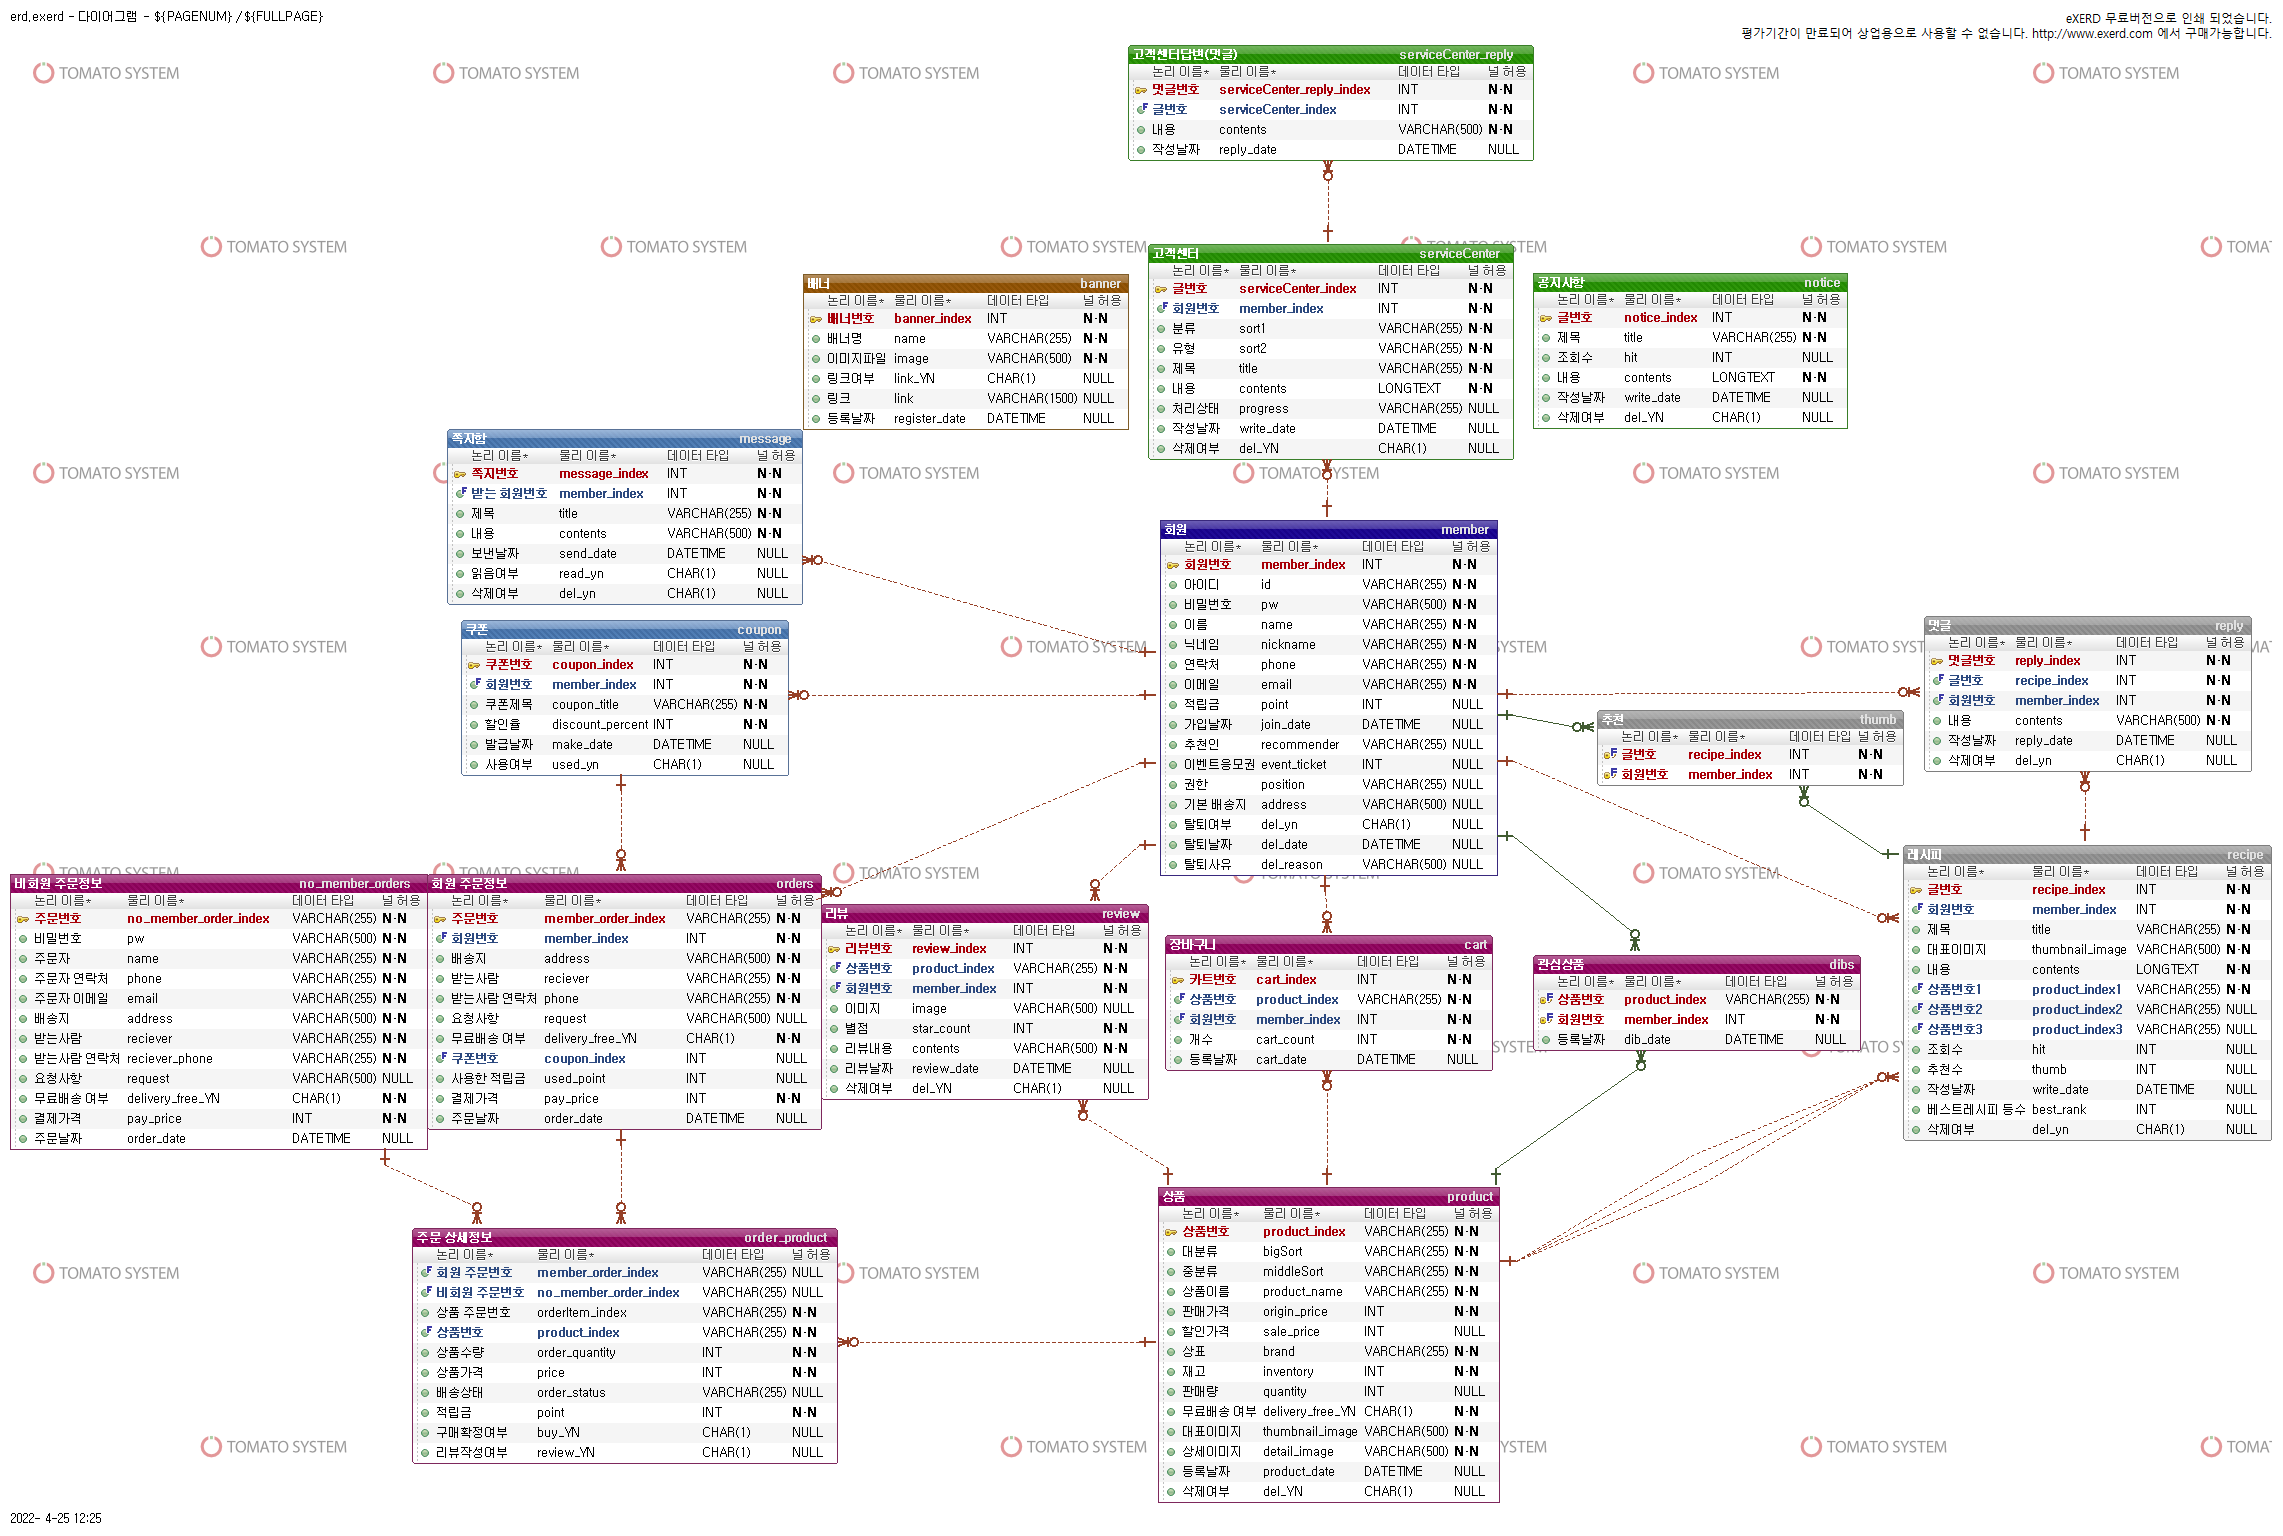 erd.exerd - 다이어그램 - ${PAGENUM} / ${FULLPAGE}
eXERD 무료버전으로 인쇄 되었습니다.
평가기간이 만료되어 상업용으로 사용할 수 없습니다. http://www.exerd.com 에서 구매가능합니다.
TOMATO SYSTEM
고객센터답변(댓글) serviceCenter_reply
논리 이름* 물리 이름* 데이터 타입 널 허용
댓글번호 serviceCenter_reply_index INT N-N
글번호 serviceCenter_index INT N-N
내용 contents VARCHAR(500) N-N
작성날짜 reply_date DATETIME NULL
배너 banner
논리 이름* 물리 이름* 데이터 타입 널 허용
배너번호 banner_index INT N-N
배너명 name VARCHAR(255) N-N
이미지파일 image VARCHAR(500) N-N
링크여부 link_YN CHAR(1) NULL
링크 link VARCHAR(1500) NULL
등록날짜 register_date DATETIME NULL
고객센터 serviceCenter
논리 이름* 물리 이름* 데이터 타입 널 허용
글번호 serviceCenter_index INT N-N
회원번호 member_index INT N-N
분류 sort1 VARCHAR(255) N-N
유형 sort2 VARCHAR(255) N-N
제목 title VARCHAR(255) N-N
내용 contents LONGTEXT N-N
처리상태 progress VARCHAR(255) NULL
작성날짜 write_date DATETIME NULL
삭제여부 del_YN CHAR(1) NULL
공지사항 notice
논리 이름* 물리 이름* 데이터 타입 널 허용
글번호 notice_index INT N-N
제목 title VARCHAR(255) N-N
조회수 hit INT NULL
내용 contents LONGTEXT N-N
작성날짜 write_date DATETIME NULL
삭제여부 del_YN CHAR(1) NULL
쪽지함 message
논리 이름* 물리 이름* 데이터 타입 널 허용
쪽지번호 message_index INT N-N
받는 회원번호 member_index INT N-N
제목 title VARCHAR(255) N-N
내용 contents VARCHAR(500) N-N
보낸날짜 send_date DATETIME NULL
읽음여부 read_yn CHAR(1) NULL
삭제여부 del_yn CHAR(1) NULL
쿠폰 coupon
논리 이름* 물리 이름* 데이터 타입 널 허용
쿠폰번호 coupon_index INT N-N
회원번호 member_index INT N-N
쿠폰제목 coupon_title VARCHAR(255) N-N
할인율 discount_percent INT N-N
발급날짜 make_date DATETIME NULL
사용여부 used_yn CHAR(1) NULL
회원 member
논리 이름* 물리 이름* 데이터 타입 널 허용
회원번호 member_index INT N-N
아이디 id VARCHAR(255) N-N
비밀번호 pw VARCHAR(500) N-N
이름 name VARCHAR(255) N-N
닉네임 nickname VARCHAR(255) N-N
연락처 phone VARCHAR(255) N-N
이메일 email VARCHAR(255) N-N
적립금 point INT NULL
가입날짜 join_date DATETIME NULL
추천인 recommender VARCHAR(255) NULL
이벤트응모권 event_ticket INT NULL
권한 position VARCHAR(255) NULL
기본 배송지 address VARCHAR(500) NULL
탈퇴여부 del_yn CHAR(1) NULL
탈퇴날짜 del_date DATETIME NULL
탈퇴사유 del_reason VARCHAR(500) NULL
댓글 reply
논리 이름* 물리 이름* 데이터 타입 널 허용
댓글번호 reply_index INT N-N
글번호 recipe_index INT N-N
회원번호 member_index INT N-N
내용 contents VARCHAR(500) N-N
작성날짜 reply_date DATETIME NULL
삭제여부 del_yn CHAR(1) NULL
추천 thumb
논리 이름* 물리 이름* 데이터 타입 널 허용
글번호 recipe_index INT N-N
회원번호 member_index INT N-N
비회원 주문정보 no_member_orders
논리 이름* 물리 이름* 데이터 타입 널 허용
주문번호 no_member_order_index VARCHAR(255) N-N
비밀번호 pw VARCHAR(500) N-N
주문자 name VARCHAR(255) N-N
주문자 연락처 phone VARCHAR(255) N-N
주문자 이메일 email VARCHAR(255) N-N
배송지 address VARCHAR(500) N-N
받는사람 reciever VARCHAR(255) N-N
받는사람 연락처 reciever_phone VARCHAR(255) N-N
요청사항 request VARCHAR(500) NULL
무료배송 여부 delivery_free_YN CHAR(1) N-N
결제가격 pay_price INT N-N
주문날짜 order_date DATETIME NULL
회원 주문정보 orders
논리 이름* 물리 이름* 데이터 타입 널 허용
주문번호 member_order_index VARCHAR(255) N-N
회원번호 member_index INT N-N
배송지 address VARCHAR(500) N-N
받는사람 reciever VARCHAR(255) N-N
받는사람 연락처 phone VARCHAR(255) N-N
요청사항 request VARCHAR(500) NULL
무료배송 여부 delivery_free_YN CHAR(1) N-N
쿠폰번호 coupon_index INT NULL
사용한 적립금 used_point INT NULL
결제가격 pay_price INT N-N
주문날짜 order_date DATETIME NULL
리뷰 review
논리 이름* 물리 이름* 데이터 타입 널 허용
리뷰번호 review_index INT N-N
상품번호 product_index VARCHAR(255) N-N
회원번호 member_index INT N-N
이미지 image VARCHAR(500) NULL
별점 star_count INT N-N
리뷰내용 contents VARCHAR(500) N-N
리뷰날짜 review_date DATETIME NULL
삭제여부 del_YN CHAR(1) NULL
장바구니 cart
논리 이름* 물리 이름* 데이터 타입 널 허용
카트번호 cart_index INT N-N
상품번호 product_index VARCHAR(255) N-N
회원번호 member_index INT N-N
개수 cart_count INT N-N
등록날짜 cart_date DATETIME NULL
관심상품 dibs
논리 이름* 물리 이름* 데이터 타입 널 허용
상품번호 product_index VARCHAR(255) N-N
회원번호 member_index INT N-N
등록날짜 dib_date DATETIME NULL
레시피 recipe
논리 이름* 물리 이름* 데이터 타입 널 허용
글번호 recipe_index INT N-N
회원번호 member_index INT N-N
제목 title VARCHAR(255) N-N
대표이미지 thumbnail_image VARCHAR(500) N-N
내용 contents LONGTEXT N-N
상품번호1 product_index1 VARCHAR(255) N-N
상품번호2 product_index2 VARCHAR(255) NULL
상품번호3 product_index3 VARCHAR(255) NULL
조회수 hit INT NULL
추천수 thumb INT NULL
작성날짜 write_date DATETIME NULL
베스트레시피 등수 best_rank INT NULL
삭제여부 del_yn CHAR(1) NULL
주문 상세정보 order_product
논리 이름* 물리 이름* 데이터 타입 널 허용
회원 주문번호 member_order_index VARCHAR(255) NULL
비회원 주문번호 no_member_order_index VARCHAR(255) NULL
상품 주문번호 orderItem_index VARCHAR(255) N-N
상품번호 product_index VARCHAR(255) N-N
상품수량 order_quantity INT N-N
상품가격 price INT N-N
배송상태 order_status VARCHAR(255) NULL
적립금 point INT N-N
구매확정여부 buy_YN CHAR(1) NULL
리뷰작성여부 review_YN CHAR(1) NULL
상품 product
논리 이름* 물리 이름* 데이터 타입 널 허용
상품번호 product_index VARCHAR(255) N-N
대분류 bigSort VARCHAR(255) N-N
중분류 middleSort VARCHAR(255) N-N
상품이름 product_name VARCHAR(255) N-N
판매가격 origin_price INT N-N
할인가격 sale_price INT NULL
상표 brand VARCHAR(255) N-N
재고 inventory INT N-N
판매량 quantity INT NULL
무료배송 여부 delivery_free_YN CHAR(1) N-N
대표이미지 thumbnail_image VARCHAR(500) N-N
상세이미지 detail_image VARCHAR(500) N-N
등록날짜 product_date DATETIME NULL
삭제여부 del_YN CHAR(1) NULL
2022- 4-25 12:25